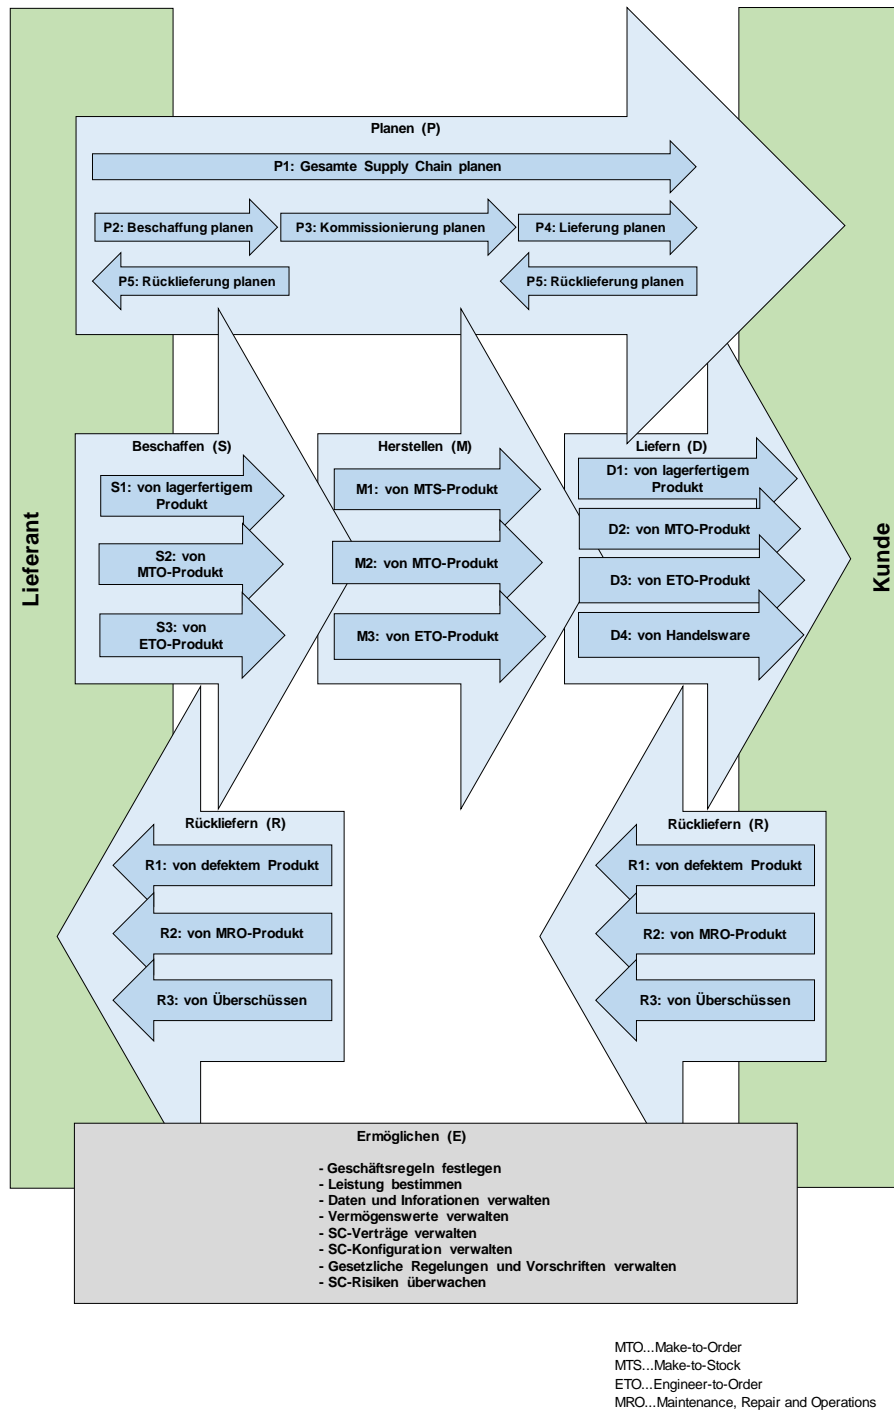 Lieferant
Kunde
Planen (P)
P1: Gesamte Supply Chain planen
P2: Beschaffung planen
P3: Kommissionierung planen
P4: Lieferung planen
P5: Rücklieferung planen
P5: Rücklieferung planen
Beschaffen (S)
S1: von lagerfertigem
Produkt
S2: von
MTO-Produkt
S3: von
ETO-Produkt
Herstellen (M)
M1: von MTS-Produkt
M2: von MTO-Produkt
M3: von ETO-Produkt
Liefern (D)
D1: von lagerfertigem
Produkt
D2: von MTO-Produkt
D3: von ETO-Produkt
D4: von Handelsware
Rückliefern (R)
R1: von defektem Produkt
R2: von MRO-Produkt
R3: von Überschüssen
Rückliefern (R)
R1: von defektem Produkt
R2: von MRO-Produkt
R3: von Überschüssen
Ermöglichen (E)
- Geschäftsregeln festlegen
- Leistung bestimmen
- Daten und Inforationen verwalten
- Vermögenswerte verwalten
- SC-Verträge verwalten
- SC-Konfiguration verwalten
- Gesetzliche Regelungen und Vorschriften verwalten
- SC-Risiken überwachen
MTO...Make-to-Order
MTS...Make-to-Stock
ETO...Engineer-to-Order
MRO...Maintenance, Repair and Operations